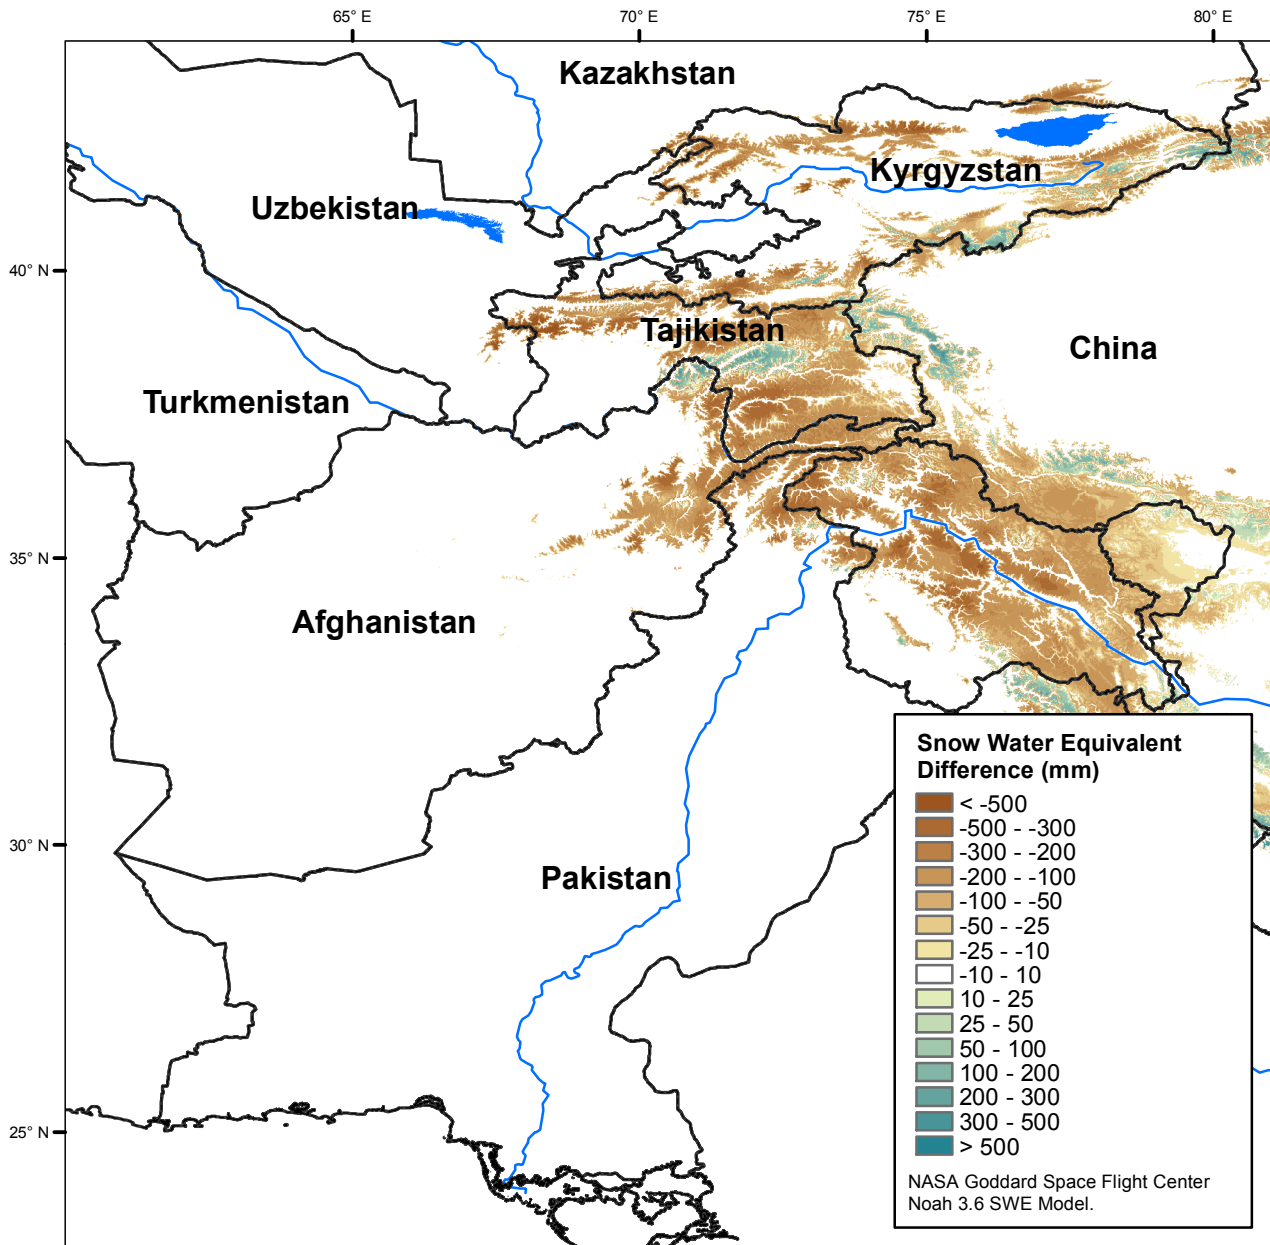 65° E
70° E
75° E
80° E
Kazakhstan
Kyrgyzstan
Uzbekistan
40° N
Tajikistan
China
Turkmenistan
35° N
Afghanistan
Snow Water Equivalent
Difference (mm)
< -500
-500 - -300
-300 - -200
-200 - -100
-100 - -50
-50 - -25
-25 - -10
-10 - 10
10 - 25
25 - 50
50 - 100
100 - 200
200 - 300
300 - 500
> 500
NASA Goddard Space Flight Center
Noah 3.6 SWE Model.
30° N
Pakistan
25° N